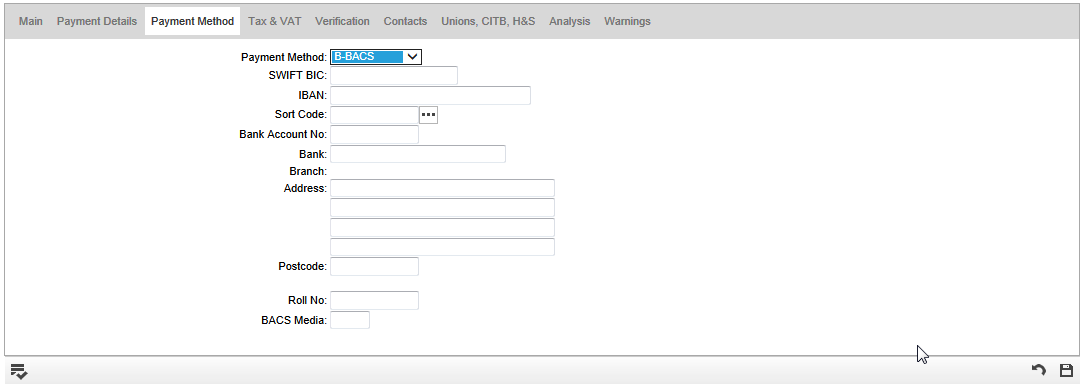 Main Payment Details Payment Method Tax & VAT Verification Contacts Unions, CITB, H&S Analysis Warnings
Payment Method: B-BACS
SWIFT BIC:
IBAN:
Sort Code:
Bank Account No:
Bank:
Branch:
Address:
Postcode:
Roll No:
BACS Media: